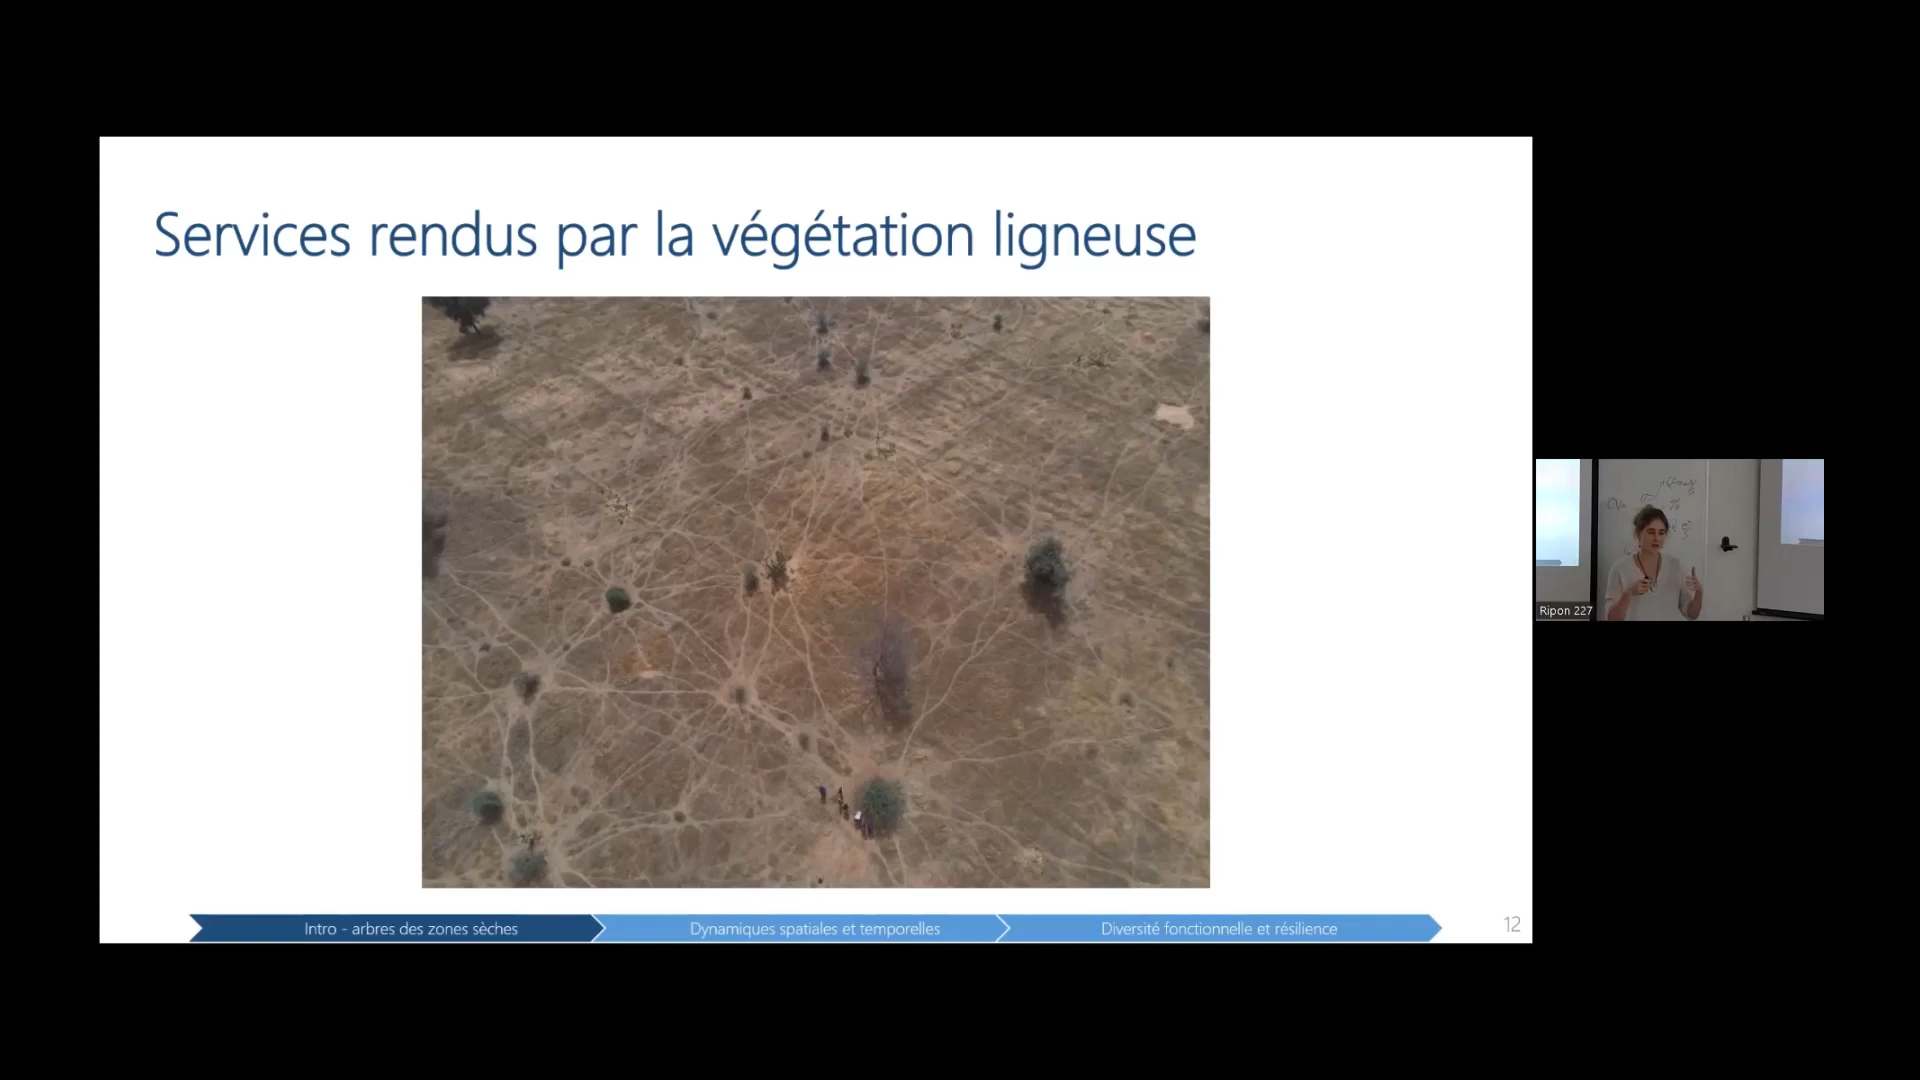 Services rendus par la végétation ligneuse
Intro - arbres des zones sèches
Dynamiques spatiales et temporelles
Diversité fonctionnelle et résilience
12
Ripon 227